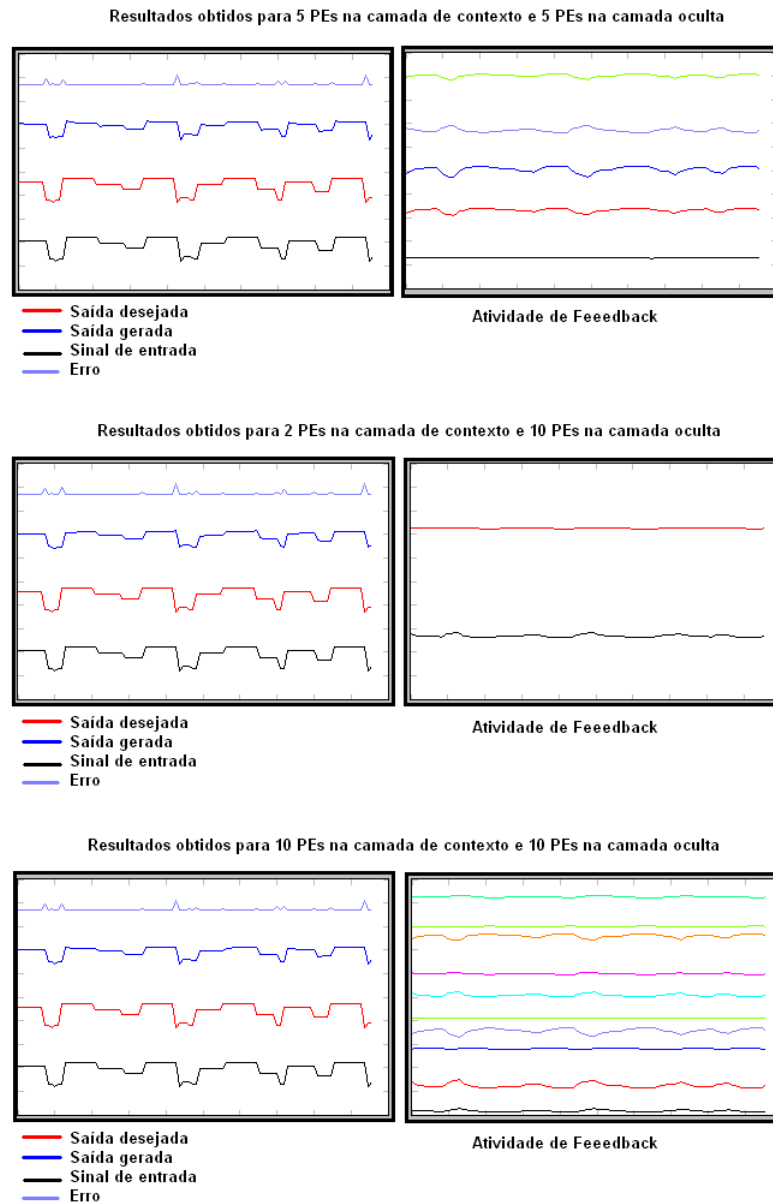 Resultados obtidos para 5 PEs na camada de contexto e 5 PEs na camada oculta
Saída desejada
Saída gerada
Sinal de entrada
Erro
Atividade de Feeedback
Resultados obtidos para 2 PEs na camada de contexto e 10 PEs na camada oculta
Saída desejada
Saída gerada
Sinal de entrada
Erro
Atividade de Feeedback
Resultados obtidos para 10 PEs na camada de contexto e 10 PEs na camada oculta
Saída desejada
Saída gerada
Sinal de entrada
Erro
Atividade de Feeedback